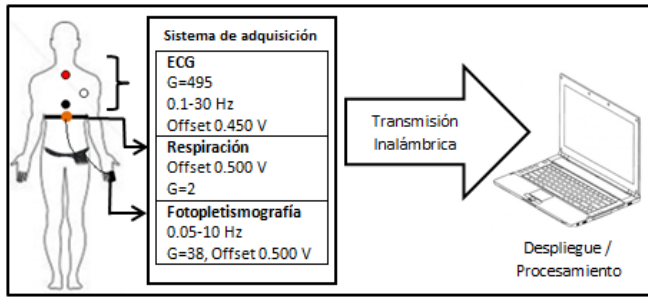 Sistema de adquisición
ECG
G=495
0.1-30 Hz
Offset 0.450 V
Respiración
Offset 0.500 V
G=2
Fotopletismografía
0.05-10 Hz
G=38, Offset 0.500 V
Transmisión
Inalámbrica
Despliegue /
Procesamiento